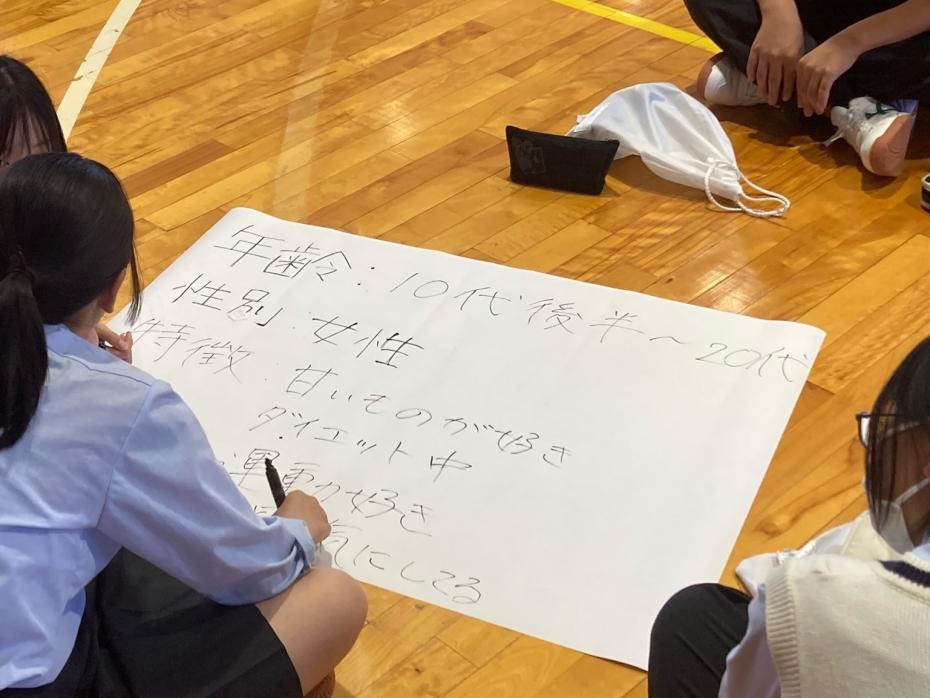 年齢：10代後半～20代
性別：女性
特徴：甘いものが好き
ダイエット中
運動が好き
気にしてる